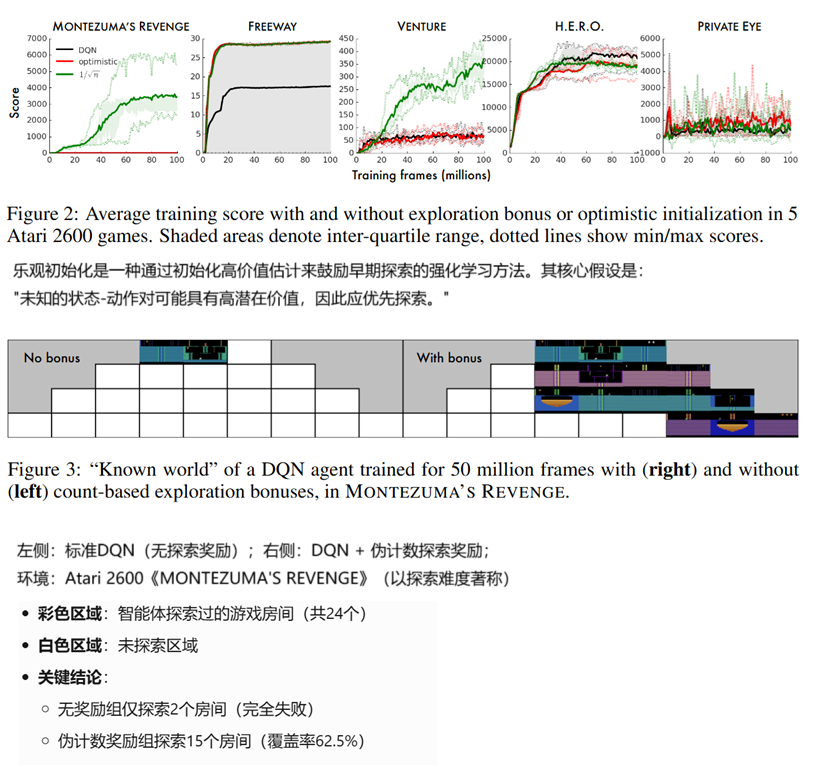 MONTEZUMA'S REVENGE FREEWAY VENTURE H.E.R.O. PRIVATE EYE
7000 30 450 25000 6000
6000 25 400 20000 5000
5000 20 350 15000 4000
4000 15 300 10000 3000
3000 10 250 5000 2000
2000 5 200 0 1000
1000 0 150 0
0 100 -1000
50
0
Score
DQN
optimistic
1/√n
0 20 40 60 80 100 0 20 40 60 80 100 0 20 40 60 80 100 0 20 40 60 80 100 0 20 40 60 80 100
Training frames (millions)
Figure 2: Average training score with and without exploration bonus or optimistic initialization in 5
Atari 2600 games. Shaded areas denote inter-quartile range, dotted lines show min/max scores.
乐观初始化是一种通过初始化高价值估计来鼓励早期探索的强化学习方法。其核心假设是：
"未知的状态-动作对可能具有高潜在价值，因此应优先探索。"
No bonus With bonus
Figure 3: “Known world” of a DQN agent trained for 50 million frames with (right) and without
(left) count-based exploration bonuses, in MONTEZUMA'S REVENGE.
左侧：标准DQN（无探索奖励）；右侧：DQN + 伪计数探索奖励；
环境：Atari 2600《MONTEZUMA'S REVENGE》（以探索难度著称）
• 彩色区域：智能体探索过的游戏房间（共24个）
• 白色区域：未探索区域
• 关键结论：
○ 无奖励组仅探索2个房间（完全失败）
○ 伪计数奖励组探索15个房间（覆盖率62.5%）